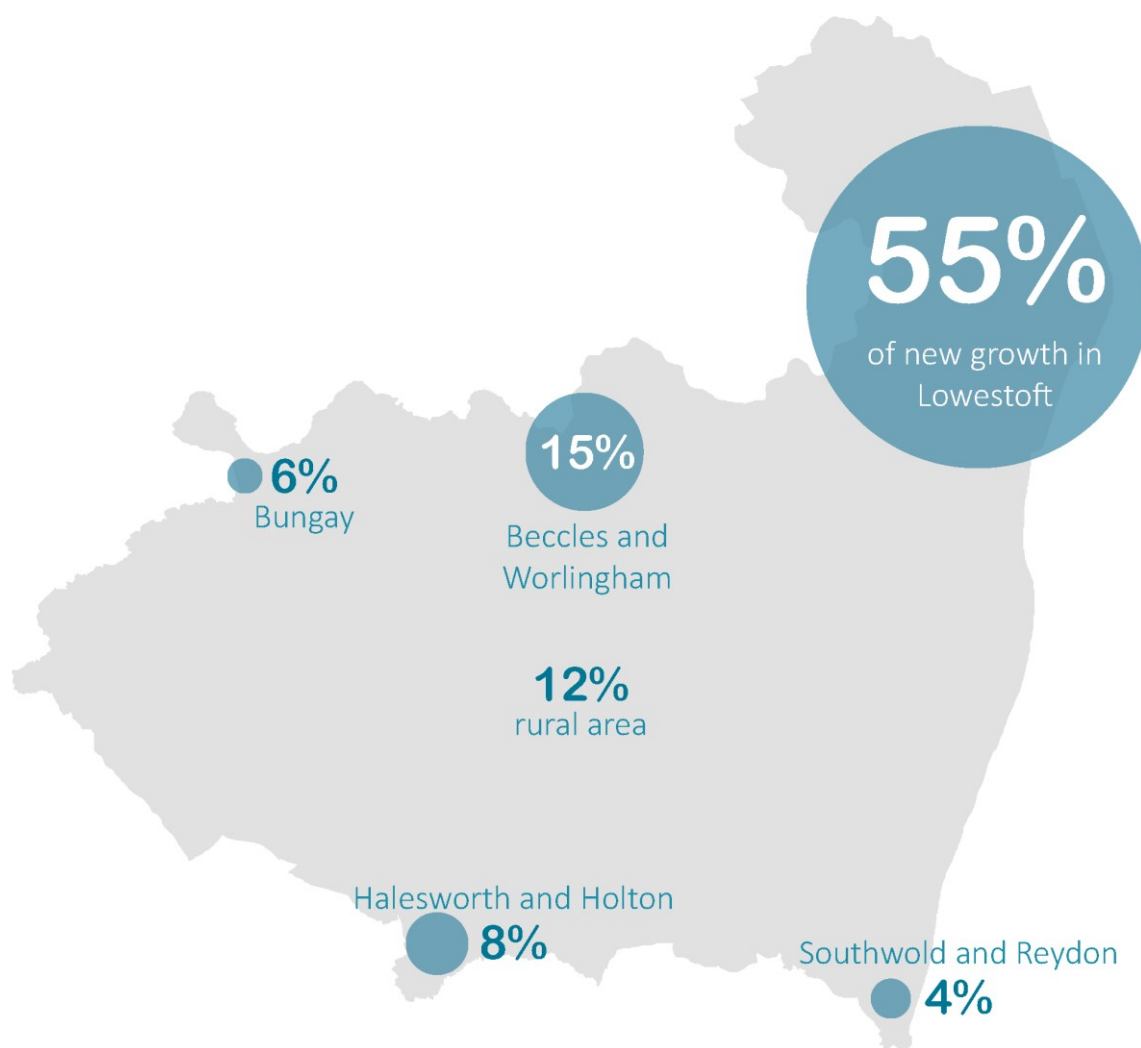 55%
of new growth in
Lowestoft
15%
Beccles and
Worlingham
6%
Bungay
12%
rural area
Halesworth and Holton
8%
Southwold and Reydon
4%